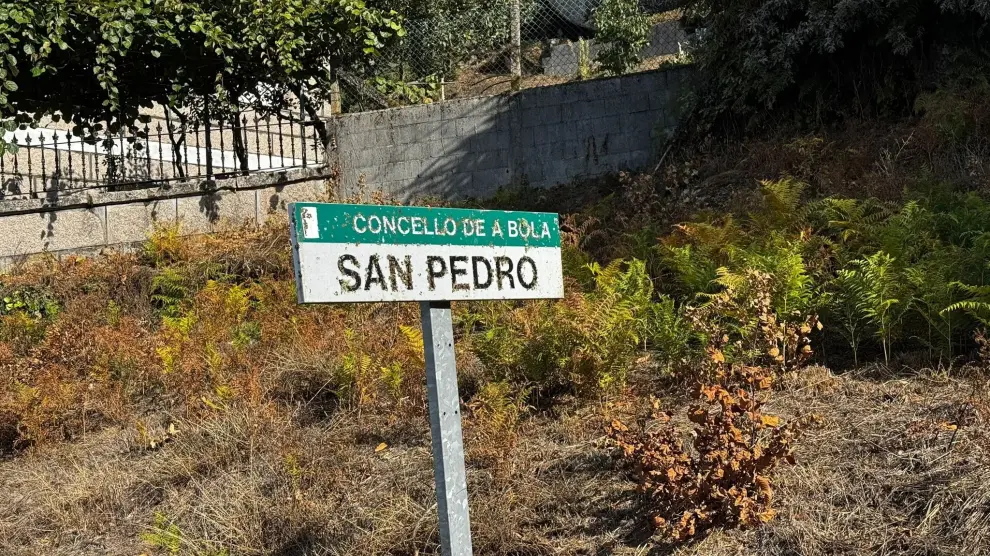 CONCELLO DE A BOLA
SAN PEDRO